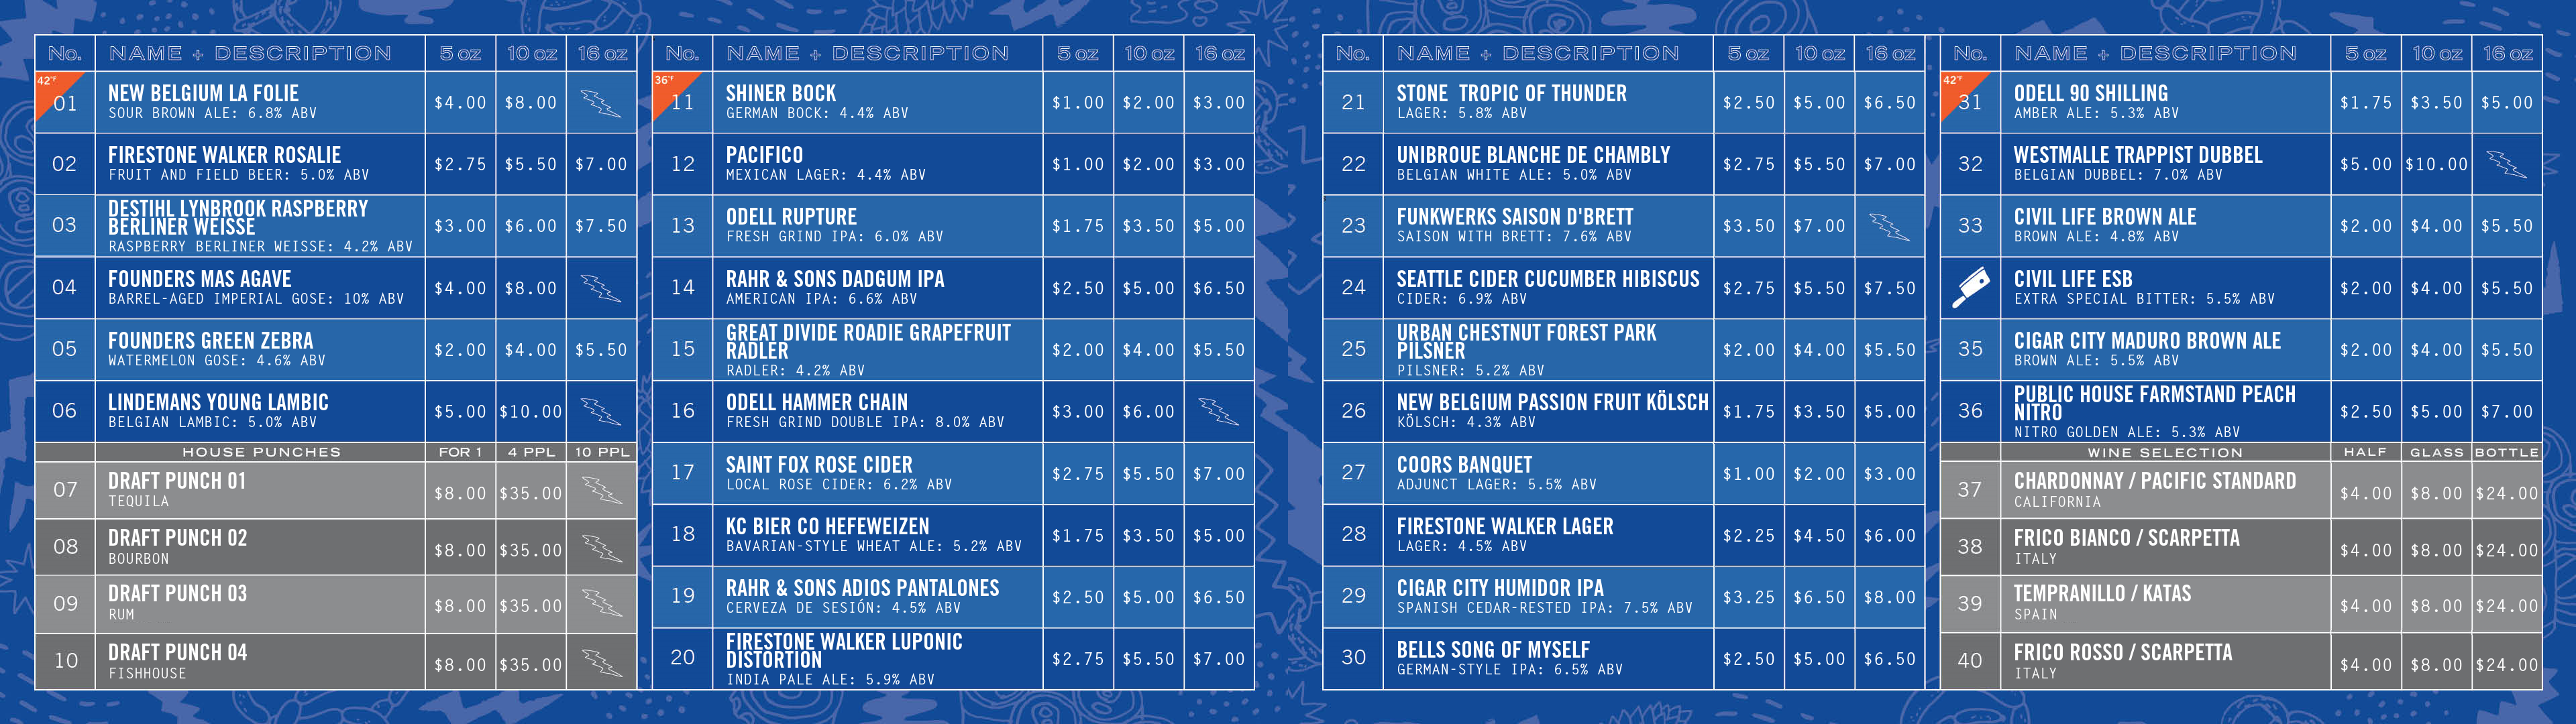 No. NAME + DESCRIPTION 5 oz 10 oz 16 oz
42°F
01 NEW BELGIUM LA FOLIE $4.00 $8.00
SOUR BROWN ALE: 6.8% ABV
02 FIRESTONE WALKER ROSALIE $2.75 $5.50 $7.00
FRUIT AND FIELD BEER: 5.0% ABV
03 DESTIHL LYNBROOK RASPBERRY
BERLINER WEISSE $3.00 $6.00 $7.50
RASPBERRY BERLINER WEISSE: 4.2% ABV
04 FOUNDERS MAS AGAVE $4.00 $8.00
BARREL-AGED IMPERIAL GOSE: 10% ABV
05 FOUNDERS GREEN ZEBRA $2.00 $4.00 $5.50
WATERMELON GOSE: 4.6% ABV
06 LINDEMANS YOUNG LAMBIC $5.00 $10.00
BELGIAN LAMBIC: 5.0% ABV
HOUSE PUNCHES FOR 1 4 PPL 10 PPL
07 DRAFT PUNCH 01 $8.00 $35.00
TEQUILA
08 DRAFT PUNCH 02 $8.00 $35.00
BOURBON
09 DRAFT PUNCH 03 $8.00 $35.00
RUM
10 DRAFT PUNCH 04 $8.00 $35.00
FISHHOUSE
No. NAME + DESCRIPTION 5 oz 10 oz 16 oz
36°F
11 SHINER BOCK $1.00 $2.00 $3.00
GERMAN BOCK: 4.4% ABV
12 PACIFICO $1.00 $2.00 $3.00
MEXICAN LAGER: 4.4% ABV
13 ODELL RUPTURE $1.75 $3.50 $5.00
FRESH GRIND IPA: 6.0% ABV
14 RAHR & SONS DADGUM IPA $2.50 $5.00 $6.50
AMERICAN IPA: 6.6% ABV
15 GREAT DIVIDE ROADIE GRAPEFRUIT
RADLER $2.00 $4.00 $5.50
RADLER: 4.2% ABV
16 ODELL HAMMER CHAIN $3.00 $6.00
FRESH GRIND DOUBLE IPA: 8.0% ABV
17 SAINT FOX ROSE CIDER $2.75 $5.50 $7.00
LOCAL ROSE CIDER: 6.2% ABV
18 KC BIER CO HEFEWEIZEN $1.75 $3.50 $5.00
BAVARIAN-STYLE WHEAT ALE: 5.2% ABV
19 RAHR & SONS ADIOS PANTALONES $2.50 $5.00 $6.50
CERVEZA DE SESIÓN: 4.5% ABV
20 FIRESTONE WALKER LUPONIC
DISTORTION $2.75 $5.50 $7.00
INDIA PALE ALE: 5.9% ABV
No. NAME + DESCRIPTION 5 oz 10 oz 16 oz
21 STONE TROPIC OF THUNDER $2.50 $5.00 $6.50
LAGER: 5.8% ABV
22 UNIBROUE BLANCHE DE CHAMBLY $2.75 $5.50 $7.00
BELGIAN WHITE ALE: 5.0% ABV
23 FUNKWERKS SAISON D'BRETT $3.50 $7.00
SAISON WITH BRETT: 7.6% ABV
24 SEATTLE CIDER CUCUMBER HIBISCUS $2.75 $5.50 $7.50
CIDER: 6.9% ABV
25 URBAN CHESTNUT FOREST PARK
PILSNER $2.00 $4.00 $5.50
PILSNER: 5.2% ABV
26 NEW BELGIUM PASSION FRUIT KÖLSCH $1.75 $3.50 $5.00
KÖLSCH: 4.3% ABV
27 COORS BANQUET $1.00 $2.00 $3.00
ADJUNCT LAGER: 5.5% ABV
28 FIRESTONE WALKER LAGER $2.25 $4.50 $6.00
LAGER: 4.5% ABV
29 CIGAR CITY HUMIDOR IPA $3.25 $6.50 $8.00
SPANISH CEDAR-RESTED IPA: 7.5% ABV
30 BELLS SONG OF MYSELF $2.50 $5.00 $6.50
GERMAN-STYLE IPA: 6.5% ABV
No. NAME + DESCRIPTION 5 oz 10 oz 16 oz
42°F
31 ODELL 90 SHILLING $1.75 $3.50 $5.00
AMBER ALE: 5.3% ABV
32 WESTMALLE TRAPPIST DUBBEL $5.00 $10.00
BELGIAN DUBBEL: 7.0% ABV
33 CIVIL LIFE BROWN ALE $2.00 $4.00 $5.50
BROWN ALE: 4.8% ABV
CIVIL LIFE ESB $2.00 $4.00 $5.50
EXTRA SPECIAL BITTER: 5.5% ABV
35 CIGAR CITY MADURO BROWN ALE $2.00 $4.00 $5.50
BROWN ALE: 5.5% ABV
36 PUBLIC HOUSE FARMSTAND PEACH
NITRO $2.50 $5.00 $7.00
NITRO GOLDEN ALE: 5.3% ABV
WINE SELECTION HALF GLASS BOTTLE
37 CHARDONNAY / PACIFIC STANDARD $4.00 $8.00 $24.00
CALIFORNIA
38 FRICO BIANCO / SCARPETTA $4.00 $8.00 $24.00
ITALY
39 TEMPRANILLO / KATAS $4.00 $8.00 $24.00
SPAIN
40 FRICO ROSSO / SCARPETTA $4.00 $8.00 $24.00
ITALY